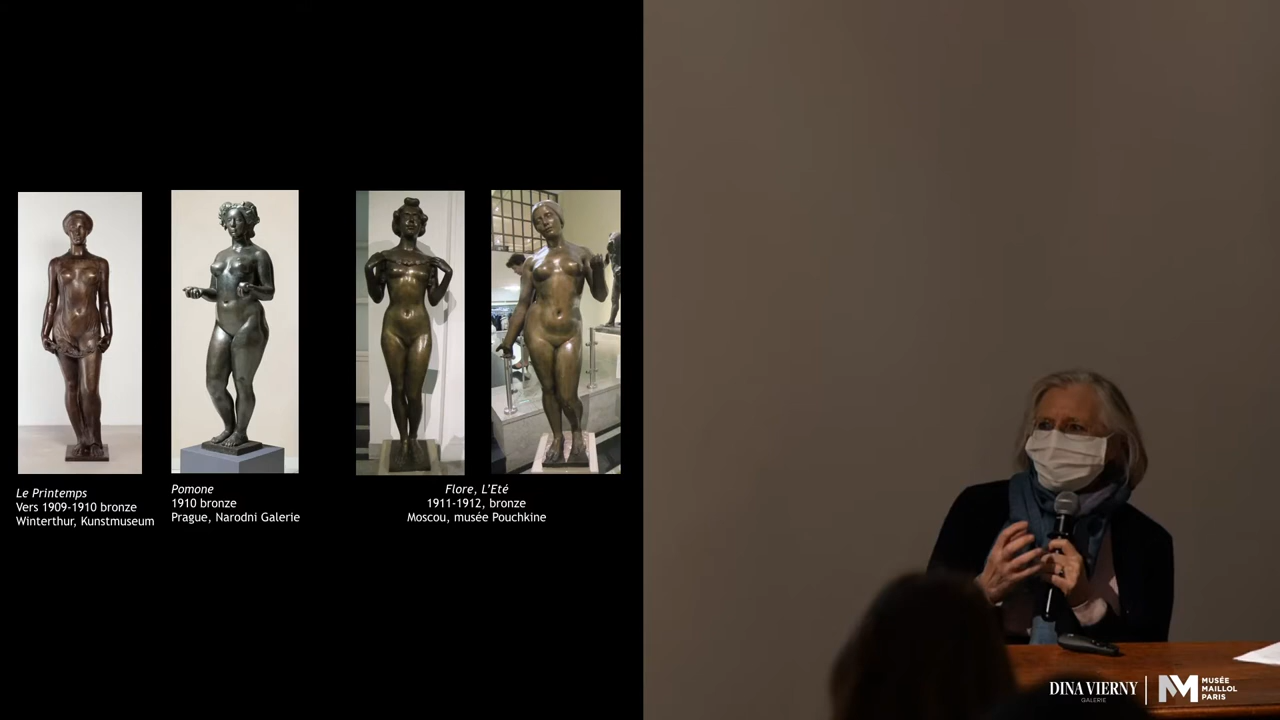 Le Printemps
Vers 1909-1910 bronze
Winterthur, Kunstmuseum
Pomone
1910 bronze
Prague, Narodni Galerie
Flore, L'Eté
1911-1912, bronze
Moscou, musée Pouchkine
DINA VIERNY
GALERIE
MUSÉE
MAILLOL
PARIS